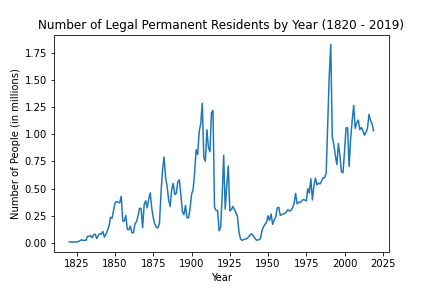 Number of Legal Permanent Residents by Year (1820 - 2019)
Number of People (in millions)
1.75
1.50
1.25
1.00
0.75
0.50
0.25
0.00
1825 1850 1875 1900 1925 1950 1975 2000 2025
Year